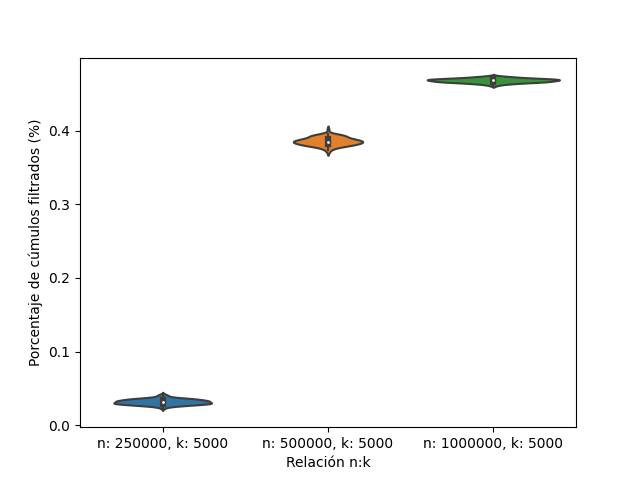 Porcentaje de cúmulos filtrados (%)
0.4
0.3
0.2
0.1
0.0
n: 250000, k: 5000 n: 500000, k: 5000 n: 1000000, k: 5000
Relación n:k